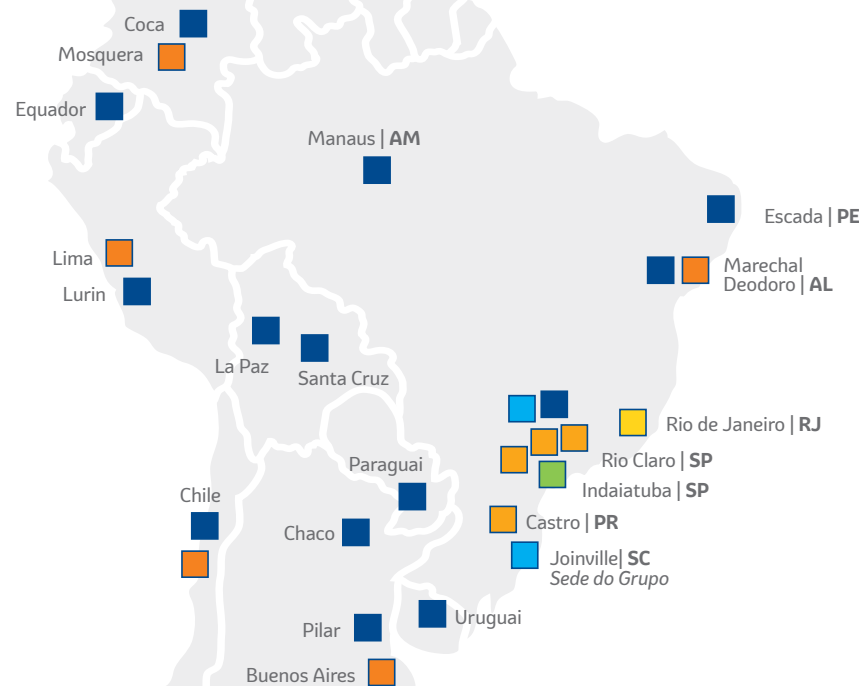 Coca
Mosquera
Equador
Manaus | AM
Escada | PE
Lima
Marechal
Deodoro | AL
Lurin
La Paz
Santa Cruz
Rio de Janeiro | RJ
Rio Claro | SP
Paraguai
Indaiatuba | SP
Chile
Castro | PR
Chaco
Joinville| SC
Sede do Grupo
Uruguai
Pilar
Buenos Aires